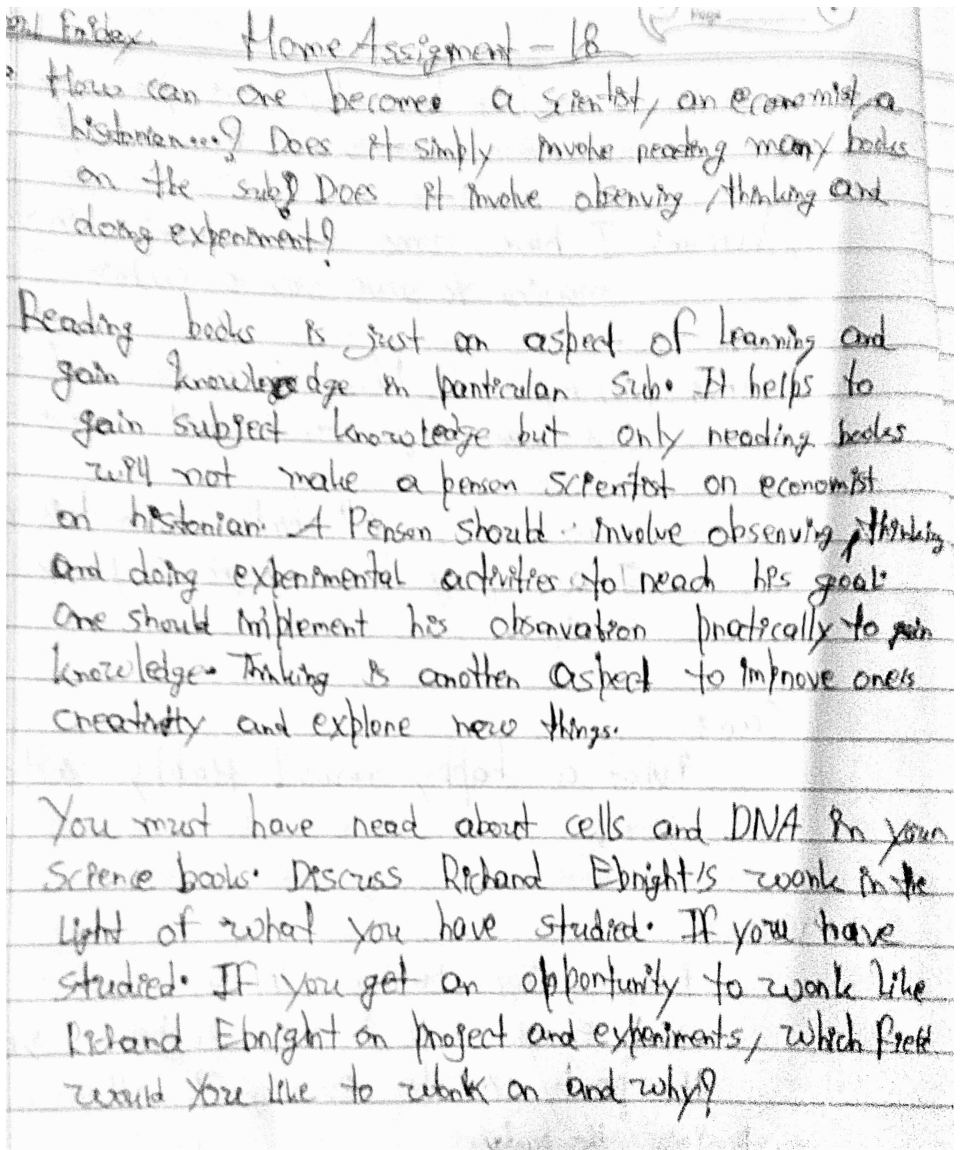 Friday. Home Assigment - 18
How can one becomes a scientist, an economist, a
historian...? Does it simply involve reading many books
on the sub? Does it involve observing, thinking and
doing experiment?
Reading books is just an aspect of learning and
gain knowledge in particular sub. It helps to
gain subject knowledge but only reading books
will not make a person scientist or economist
or historian. A Person should involve observing, thinking
and doing experimental activities to reach his goal.
One should implement his observation practically to gain
knowledge. Thinking is another aspect to improve one's
creativity and explore new things.
You must have read about cells and DNA in your
Science books. Discuss Richard Ebright's work in the
light of what you have studied. If you have
studied. If you get an opportunity to work like
Richard Ebright on project and experiments, which field
would you like to work on and why?